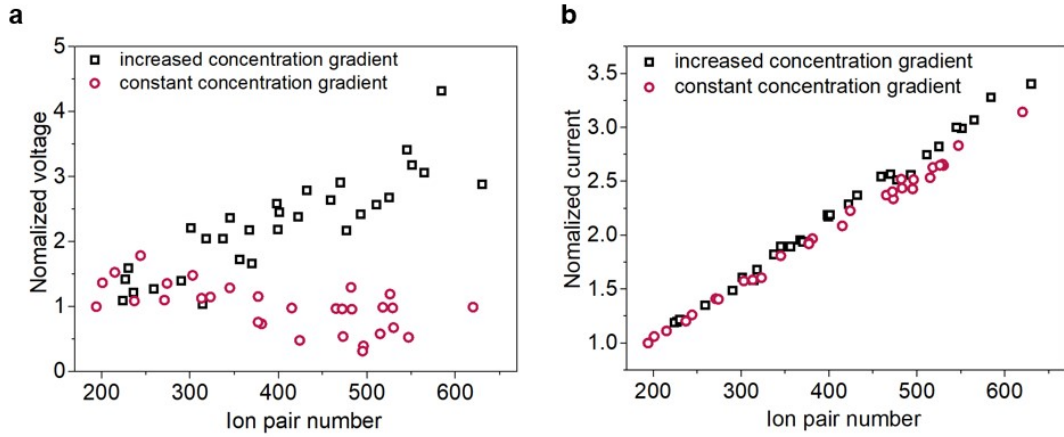 a
increased concentration gradient
constant concentration gradient
Nomalized voltage
5
4
3
2
1
0
200 300 400 500 600
Ion pair number
b
increased concentration gradient
constant concentration gradient
Nomalized current
3.5
3.0
2.5
2.0
1.5
1.0
200 300 400 500 600
Ion pair number